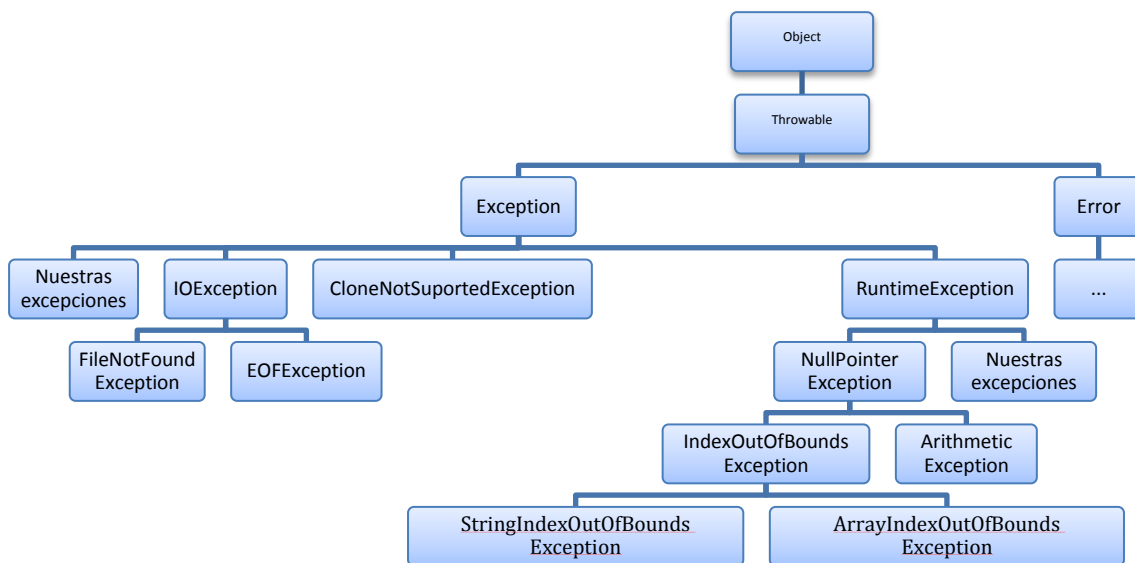 Object
Throwable
Exception
Error
Nuestras
excepciones
IOException
CloneNotSuportedException
RuntimeException
...
FileNotFound
Exception
EOFException
NullPointer
Exception
Nuestras
excepciones
IndexOutOfBounds
Exception
Arithmetic
Exception
StringIndexOutOfBounds
Exception
ArrayIndexOutOfBounds
Exception